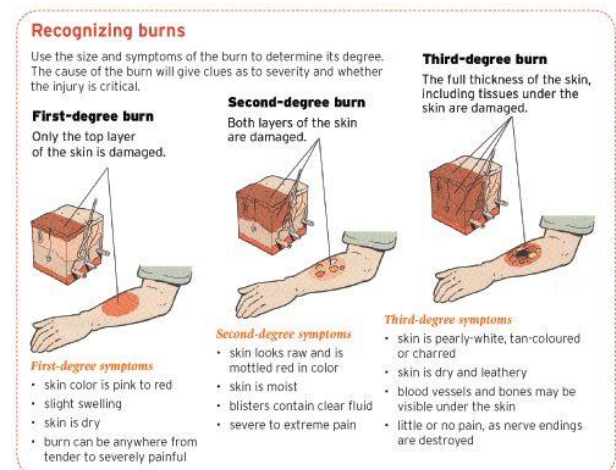 Recognizing burns
Use the size and symptoms of the burn to determine its degree.
The cause of the burn will give clues as to severity and whether
the injury is critical.
First-degree burn
Only the top layer
of the skin is damaged.
Second-degree burn
Both layers of the skin
are damaged.
Third-degree burn
The full thickness of the skin,
including tissues under the
skin are damaged.
First-degree symptoms
• skin color is pink to red
• slight swelling
• skin is dry
• burn can be anywhere from
tender to severely painful
Second-degree symptoms
• skin looks raw and is
mottled red in color
• skin is moist
• blisters contain clear fluid
• severe to extreme pain
Third-degree symptoms
• skin is pearly-white, tan-coloured
or charred
• skin is dry and leathery
• blood vessels and bones may be
visible under the skin
• little or no pain, as nerve endings
are destroyed